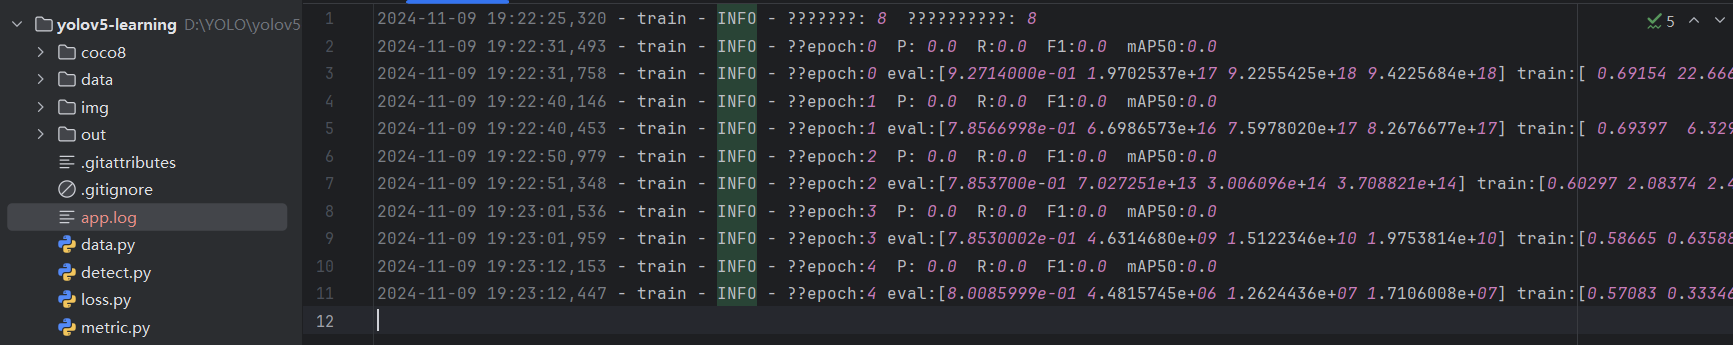 yolov5-learning D:\YOLO\yolov5
coco8
data
img
out
.gitattributes
.gitignore
app.log
data.py
detect.py
loss.py
metric.py
5
1 2024-11-09 19:22:25,320 - train - INFO - ???????: 8 ??????????: 8
2 2024-11-09 19:22:31,493 - train - INFO - ??epoch:0 P: 0.0 R:0.0 F1:0.0 mAP50:0.0
3 2024-11-09 19:22:31,758 - train - INFO - ??epoch:0 eval:[9.2714000e-01 1.9702537e+17 9.2255425e+18 9.4225684e+18] train:[ 0.69154 22.666
4 2024-11-09 19:22:40,146 - train - INFO - ??epoch:1 P: 0.0 R:0.0 F1:0.0 mAP50:0.0
5 2024-11-09 19:22:40,453 - train - INFO - ??epoch:1 eval:[7.8566998e-01 6.6986573e+16 7.5978020e+17 8.2676677e+17] train:[ 0.69397 6.329
6 2024-11-09 19:22:50,979 - train - INFO - ??epoch:2 P: 0.0 R:0.0 F1:0.0 mAP50:0.0
7 2024-11-09 19:22:51,348 - train - INFO - ??epoch:2 eval:[7.853700e-01 7.027251e+13 3.006096e+14 3.708821e+14] train:[0.60297 2.08374 2.4
8 2024-11-09 19:23:01,536 - train - INFO - ??epoch:3 P: 0.0 R:0.0 F1:0.0 mAP50:0.0
9 2024-11-09 19:23:01,959 - train - INFO - ??epoch:3 eval:[7.8530002e-01 4.6314680e+09 1.5122346e+10 1.9753814e+10] train:[0.58665 0.63588
10 2024-11-09 19:23:12,153 - train - INFO - ??epoch:4 P: 0.0 R:0.0 F1:0.0 mAP50:0.0
11 2024-11-09 19:23:12,447 - train - INFO - ??epoch:4 eval:[8.0085999e-01 4.4815745e+06 1.2624436e+07 1.7106008e+07] train:[0.57083 0.33346
12